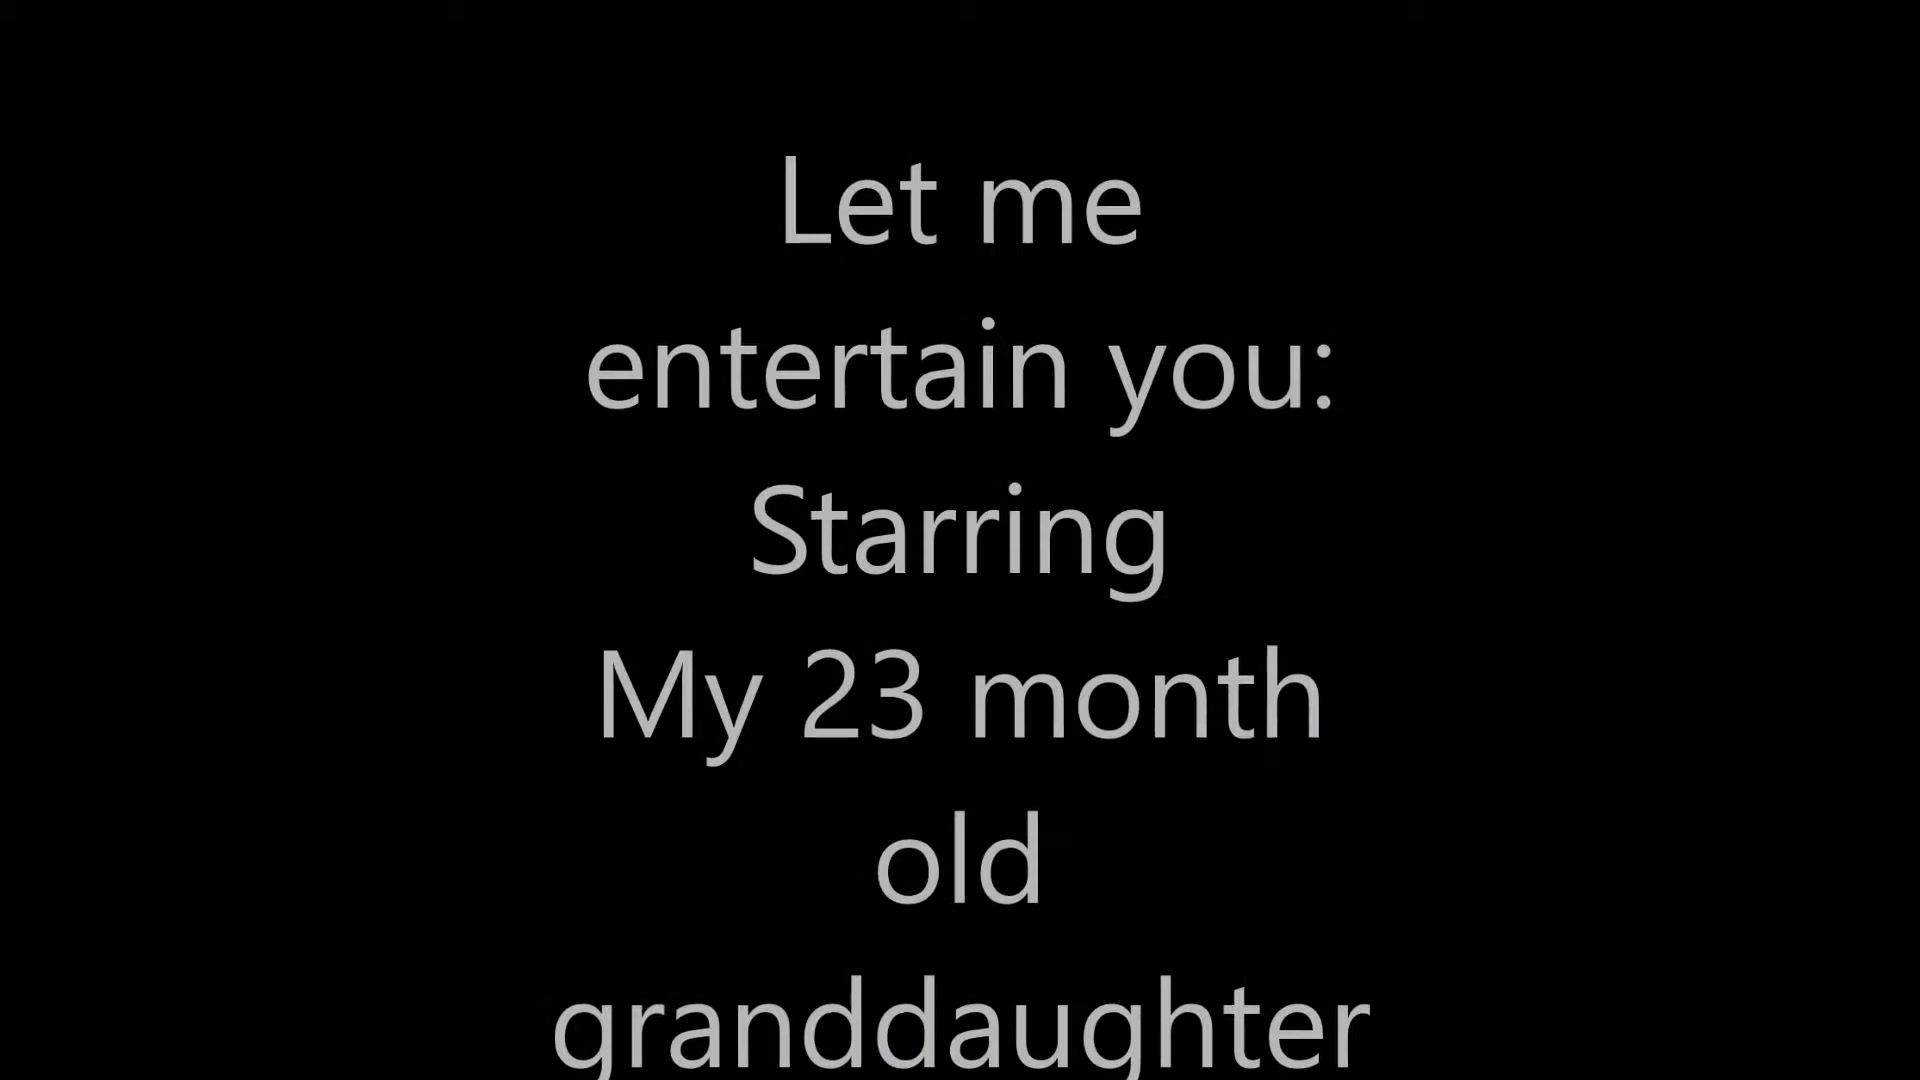 Let me
entertain you:
Starring
My 23 month
old
granddaughter